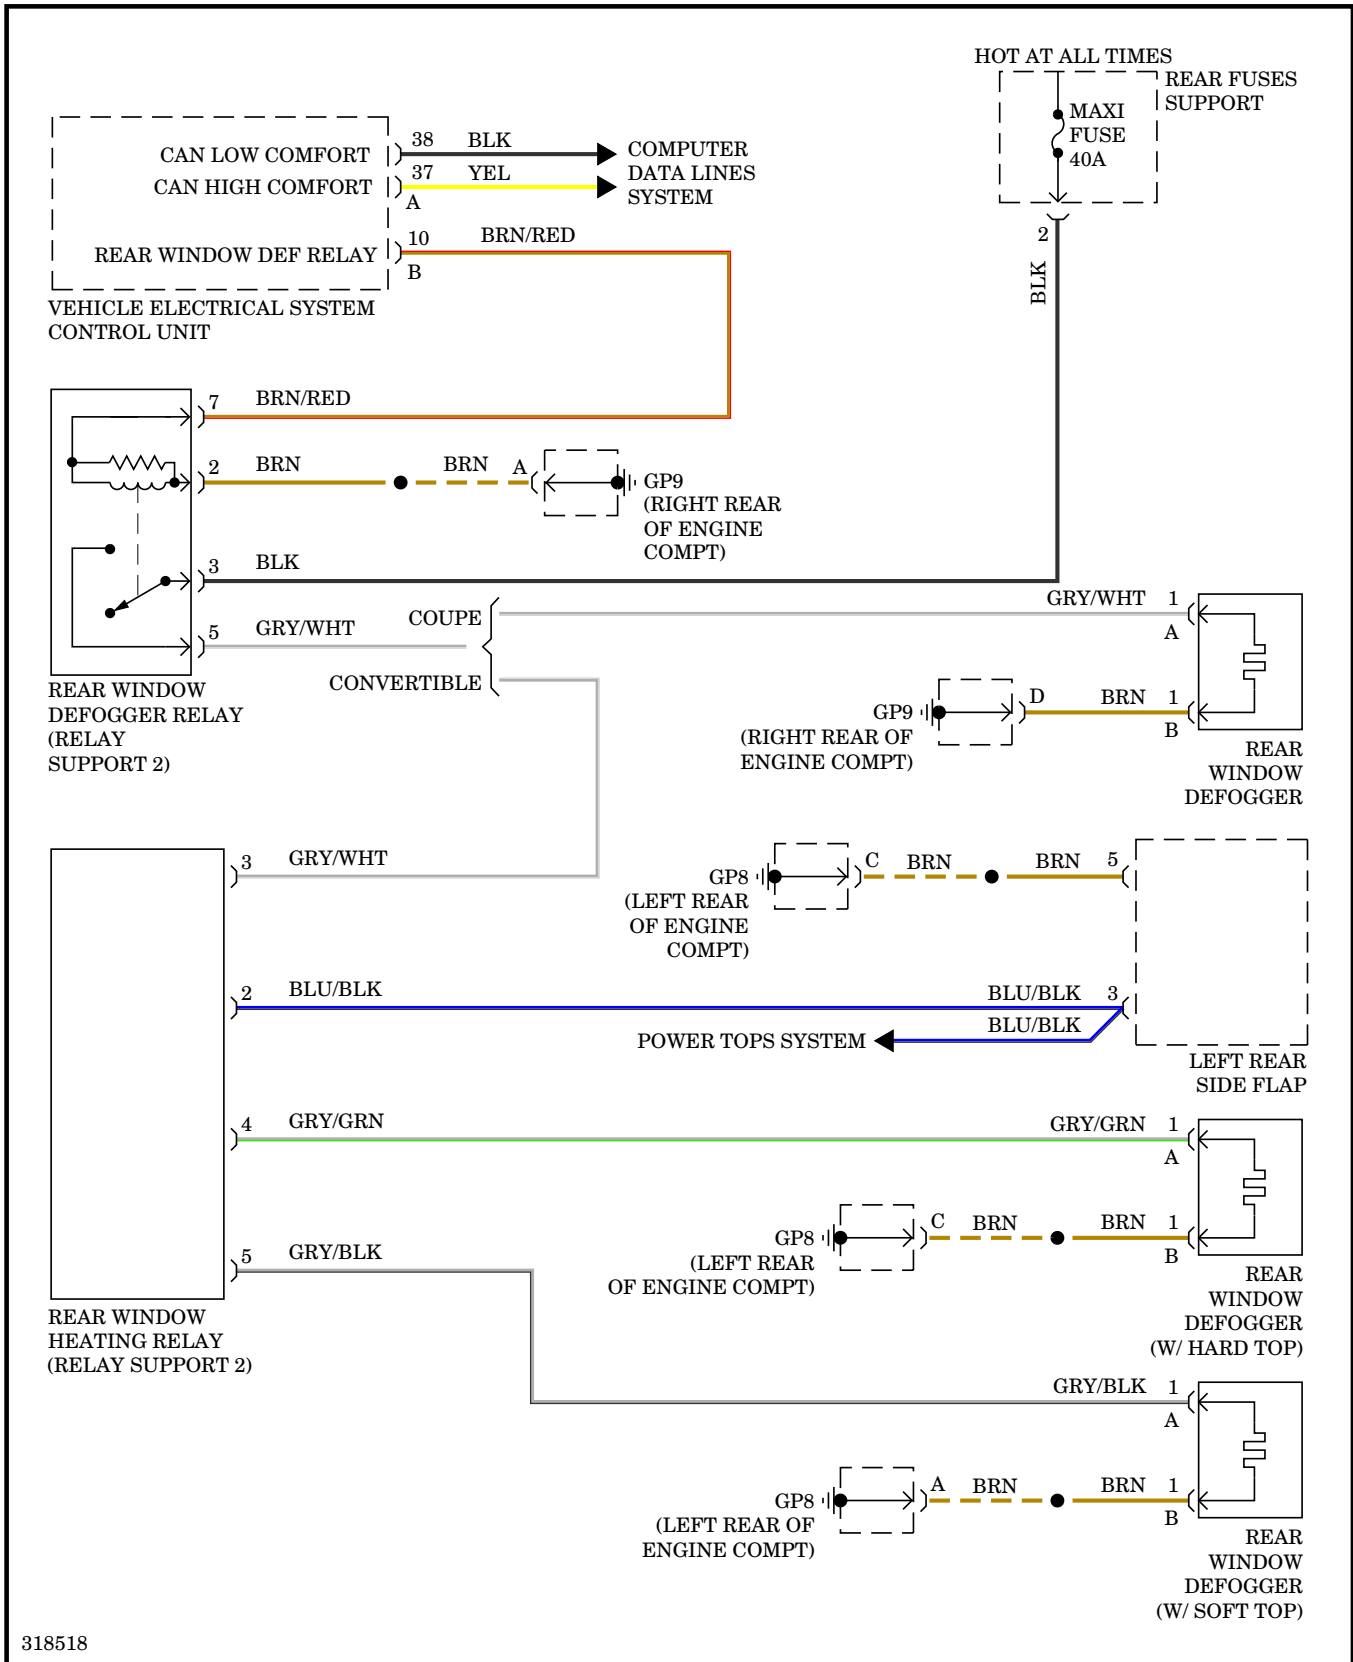 HOT AT ALL TIMES
REAR FUSES
SUPPORT
MAXI
FUSE
40A
2
BLK
CAN LOW COMFORT
38
BLK
CAN HIGH COMFORT
37
YEL
A
COMPUTER
DATA LINES
SYSTEM
REAR WINDOW DEF RELAY
10
BRN/RED
B
VEHICLE ELECTRICAL SYSTEM
CONTROL UNIT
7
BRN/RED
2
BRN
BRN
A
GP9
(RIGHT REAR
OF ENGINE
COMPT)
3
BLK
5
GRY/WHT
COUPE
CONVERTIBLE
REAR WINDOW
DEFOGGER RELAY
(RELAY
SUPPORT 2)
GRY/WHT
1
A
GP9
(RIGHT REAR OF
ENGINE COMPT)
D
BRN
1
B
REAR
WINDOW
DEFOGGER
3
GRY/WHT
GP8
(LEFT REAR
OF ENGINE
COMPT)
C
BRN
BRN
5
2
BLU/BLK
BLU/BLK
3
BLU/BLK
POWER TOPS SYSTEM
LEFT REAR
SIDE FLAP
4
GRY/GRN
GRY/GRN
1
A
GP8
(LEFT REAR
OF ENGINE COMPT)
C
BRN
BRN
1
B
REAR
WINDOW
DEFOGGER
(W/ HARD TOP)
5
GRY/BLK
REAR WINDOW
HEATING RELAY
(RELAY SUPPORT 2)
GRY/BLK
1
A
GP8
(LEFT REAR OF
ENGINE COMPT)
A
BRN
BRN
1
B
REAR
WINDOW
DEFOGGER
(W/ SOFT TOP)
318518